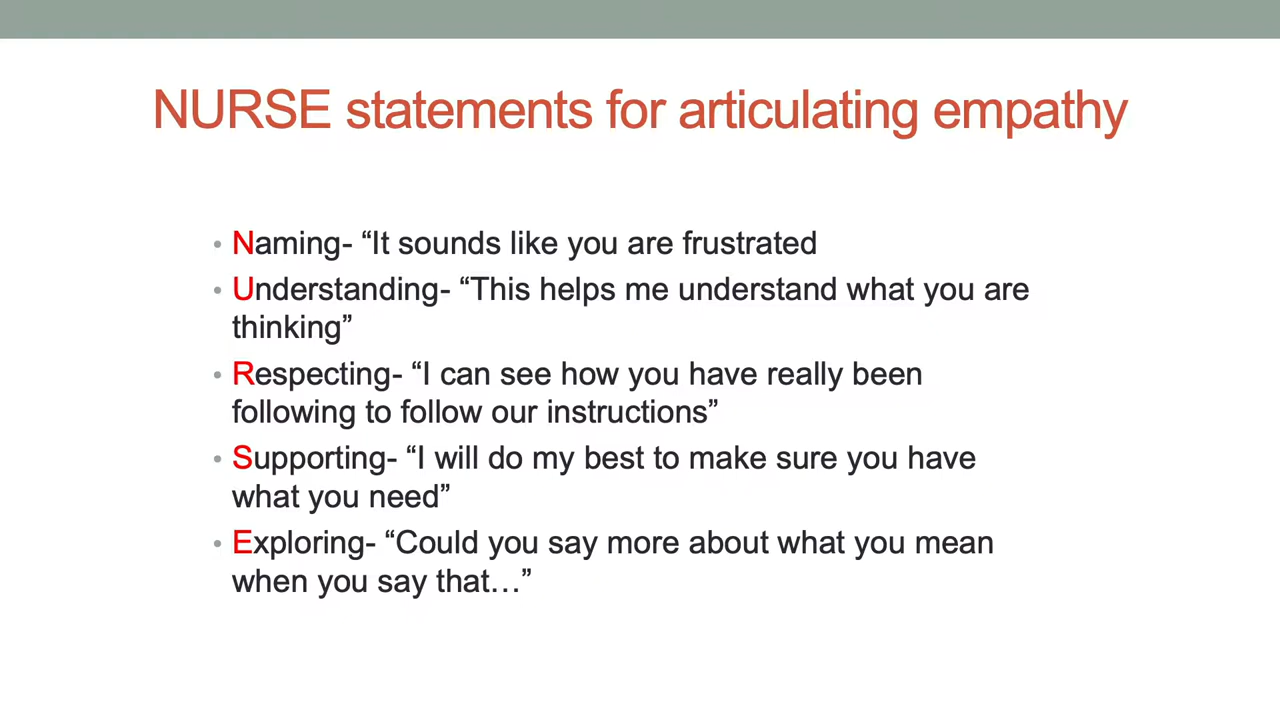 NURSE statements for articulating empathy
• Naming- “It sounds like you are frustrated
• Understanding- “This helps me understand what you are
thinking”
• Respecting- “I can see how you have really been
following to follow our instructions”
• Supporting- “I will do my best to make sure you have
what you need”
• Exploring- “Could you say more about what you mean
when you say that…”